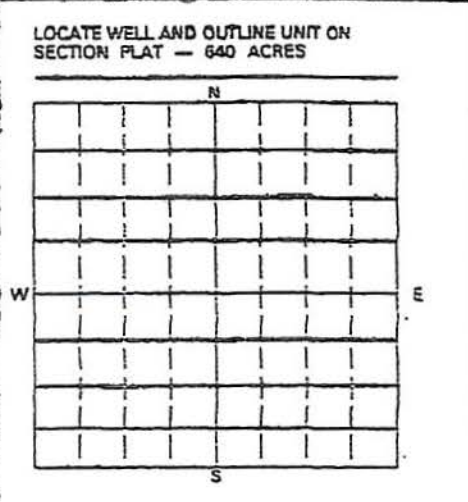 LOCATE WELL AND OUTLINE UNIT ON
SECTION PLAT — 640 ACRES
N
W
E
S